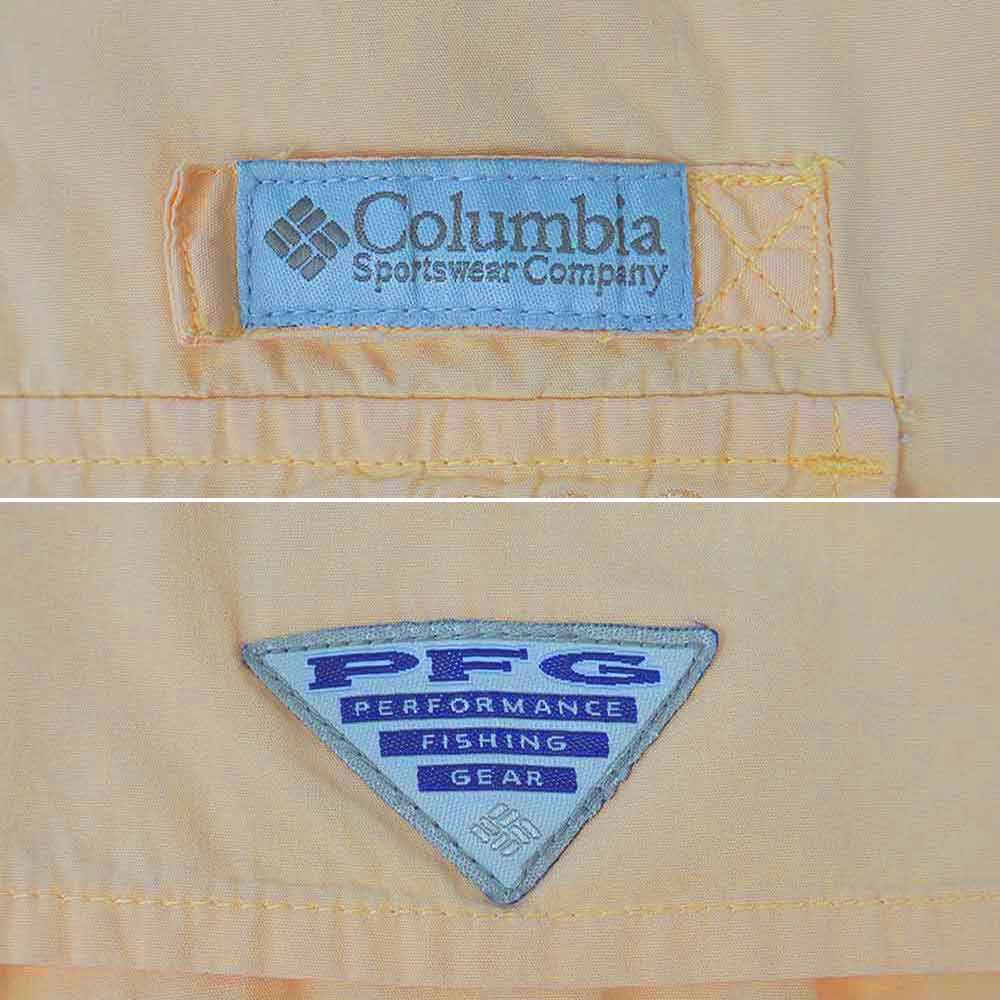 Columbia
Sportswear Company
PFG
PERFORMANCE
FISHING
GEAR